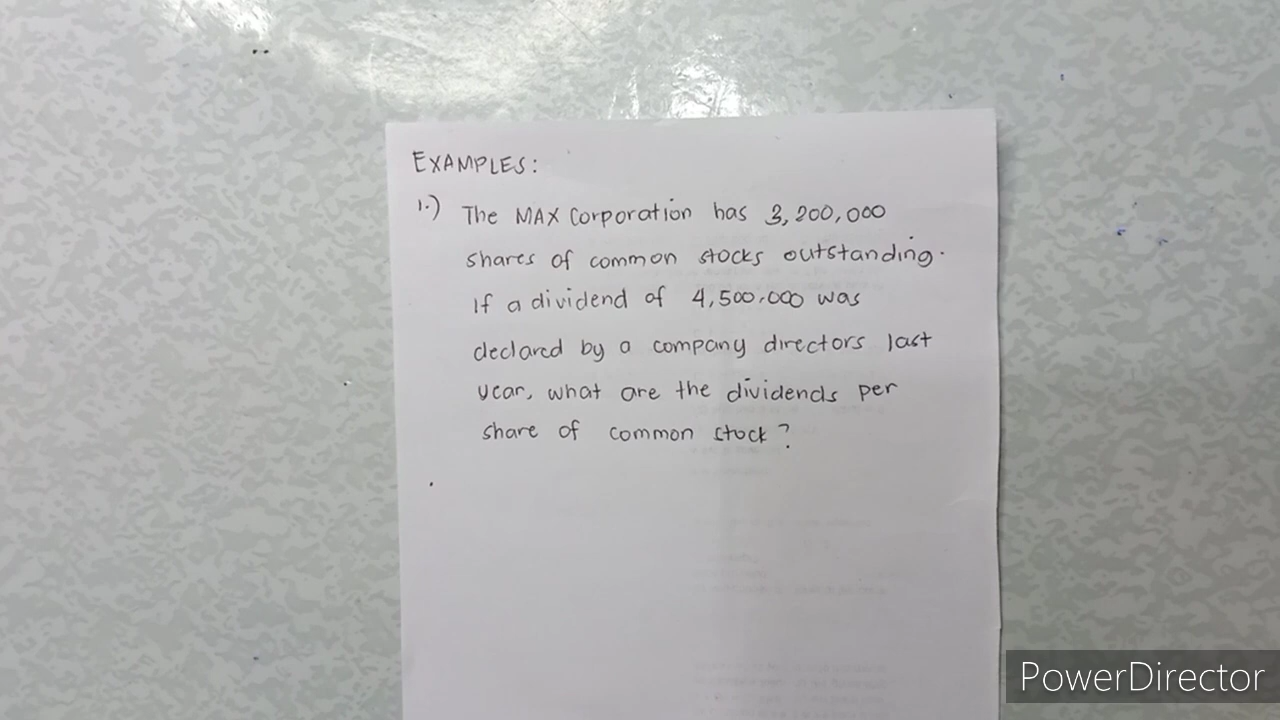 EXAMPLES:
1.) The MAX Corporation has 3,200,000
shares of common stocks outstanding.
If a dividend of 4,500,000 was
declared by a company directors last
year, what are the dividends per
share of common stock?
PowerDirector